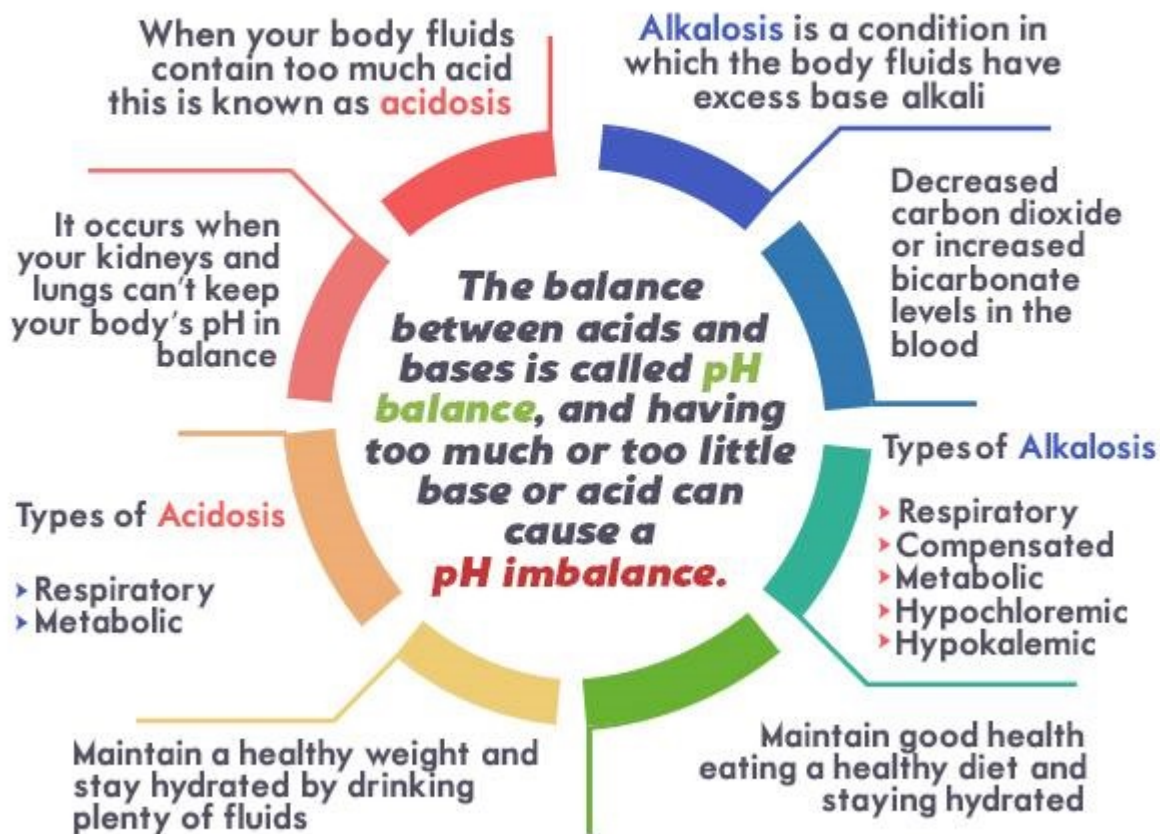 When your body fluids
contain too much acid
this is known as acidosis
Alkalosis is a condition in
which the body fluids have
excess base alkali
It occurs when
your kidneys and
lungs can't keep
your body's pH in
balance
Decreased
carbon dioxide
or increased
bicarbonate
levels in the
blood
The balance
between acids and
bases is called pH
balance, and having
too much or too little
base or acid can
cause a
pH imbalance.
Types of Acidosis
Respiratory
Metabolic
Types of Alkalosis
Respiratory
Compensated
Metabolic
Hypochloremic
Hypokalemic
Maintain a healthy weight and
stay hydrated by drinking
plenty of fluids
Maintain good health
eating a healthy diet and
staying hydrated